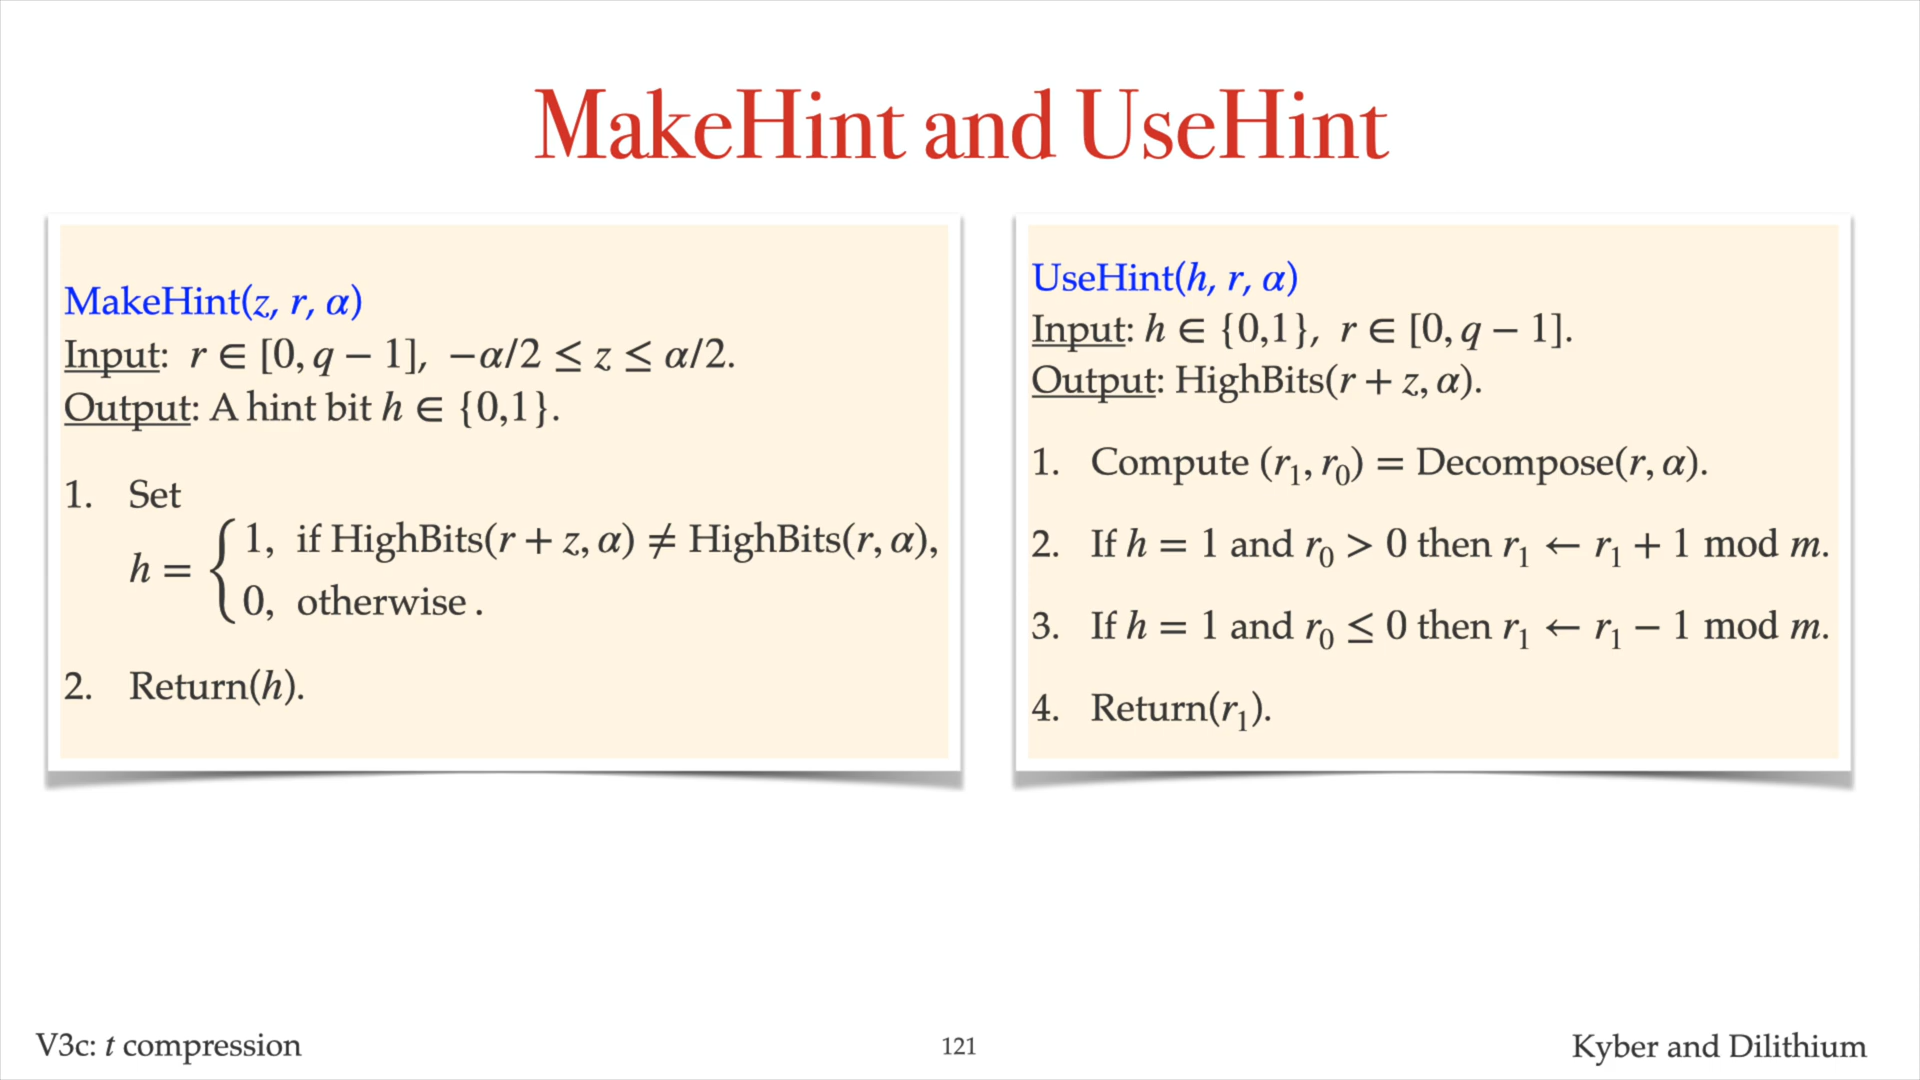 MakeHint and UseHint
MakeHint(z, r, α)
Input: r ∈ [0, q − 1], −α/2 ≤ z ≤ α/2.
Output: A hint bit h ∈ {0,1}.
1. Set
h = { 1, if HighBits(r + z, α) ≠ HighBits(r, α),
0, otherwise .
2. Return(h).
UseHint(h, r, α)
Input: h ∈ {0,1}, r ∈ [0, q − 1].
Output: HighBits(r + z, α).
1. Compute (r₁, r₀) = Decompose(r, α).
2. If h = 1 and r₀ > 0 then r₁ ← r₁ + 1 mod m.
3. If h = 1 and r₀ ≤ 0 then r₁ ← r₁ − 1 mod m.
4. Return(r₁).
V3c: t compression
121
Kyber and Dilithium